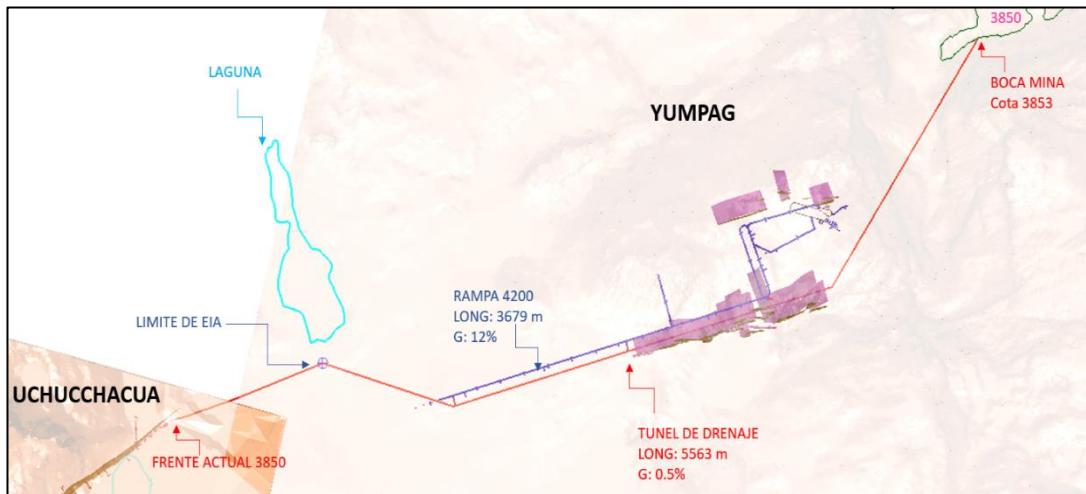 3850
LAGUNA
BOCA MINA
Cota 3853
YUMPAG
RAMPA 4200
LONG: 3679 m
G: 12%
LIMITE DE EIA
UCHUCCHACUA
FRENTE ACTUAL 3850
TUNEL DE DRENAJE
LONG: 5563 m
G: 0.5%